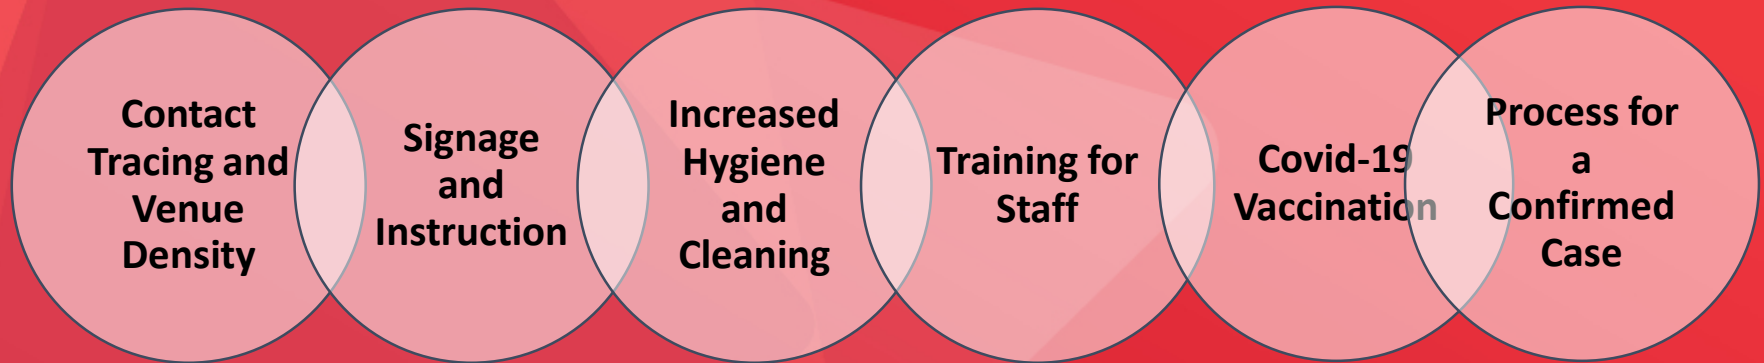 Contact
Tracing and
Venue
Density
Signage
and
Instruction
Increased
Hygiene
and
Cleaning
Training for
Staff
Covid-19
Vaccination
Process for
a
Confirmed
Case